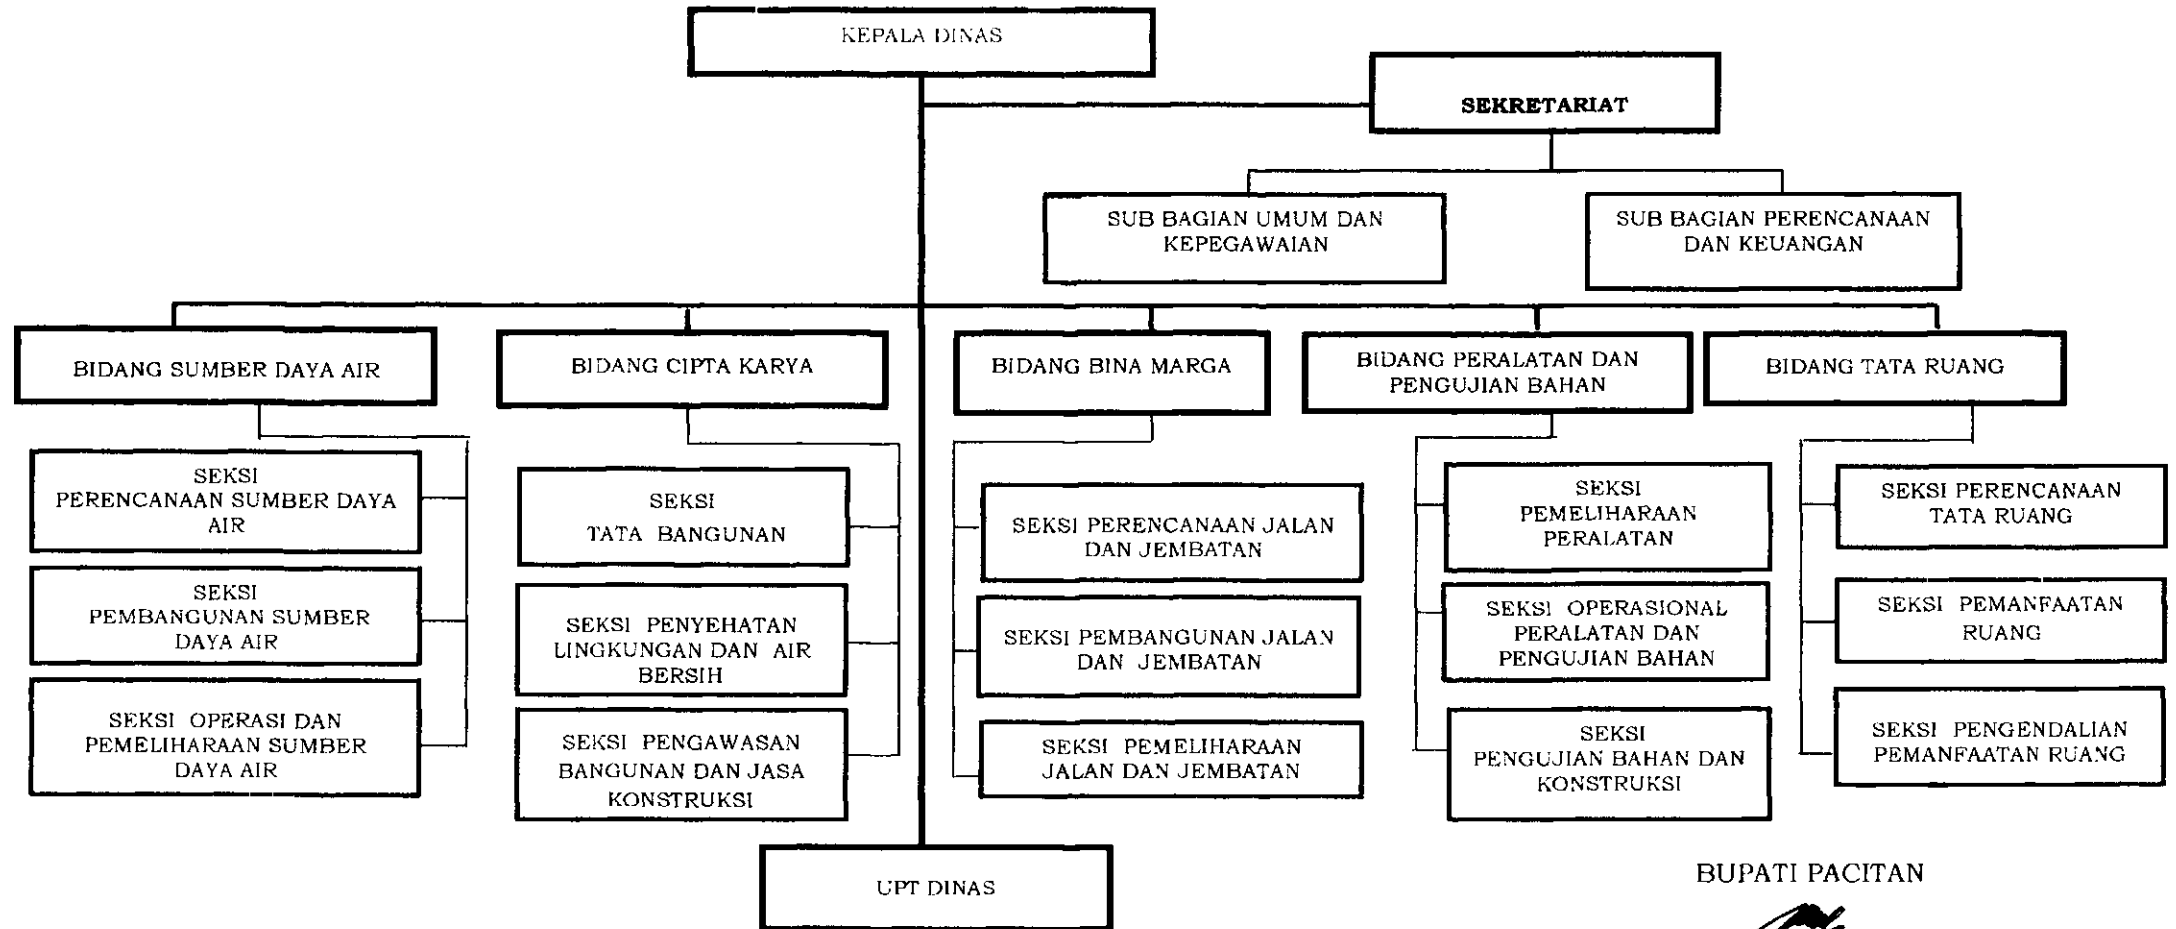 KEPALA DINAS
SEKRETARIAT
SUB BAGIAN UMUM DAN
KEPEGAWAIAN
SUB BAGIAN PERENCANAAN
DAN KEUANGAN
BIDANG SUMBER DAYA AIR
BIDANG CIPTA KARYA
BIDANG BINA MARGA
BIDANG PERALATAN DAN
PENGUJIAN BAHAN
BIDANG TATA RUANG
SEKSI
PERENCANAAN SUMBER DAYA
AIR
SEKSI
PEMBANGUNAN SUMBER
DAYA AIR
SEKSI OPERASI DAN
PEMELIHARAAN SUMBER
DAYA AIR
SEKSI
TATA BANGUNAN
SEKSI PENYEHATAN
LINGKUNGAN DAN AIR
BERSIH
SEKSI PENGAWASAN
BANGUNAN DAN JASA
KONSTRUKSI
SEKSI PERENCANAAN JALAN
DAN JEMBATAN
SEKSI PEMBANGUNAN JALAN
DAN JEMBATAN
SEKSI PEMELIHARAAN
JALAN DAN JEMBATAN
SEKSI
PEMELIHARAAN
PERALATAN
SEKSI OPERASIONAL
PERALATAN DAN
PENGUJIAN BAHAN
SEKSI
PENGUJIAN BAHAN DAN
KONSTRUKSI
SEKSI PERENCANAAN
TATA RUANG
SEKSI PEMANFAATAN
RUANG
SEKSI PENGENDALIAN
PEMANFAATAN RUANG
UPT DINAS
BUPATI PACITAN